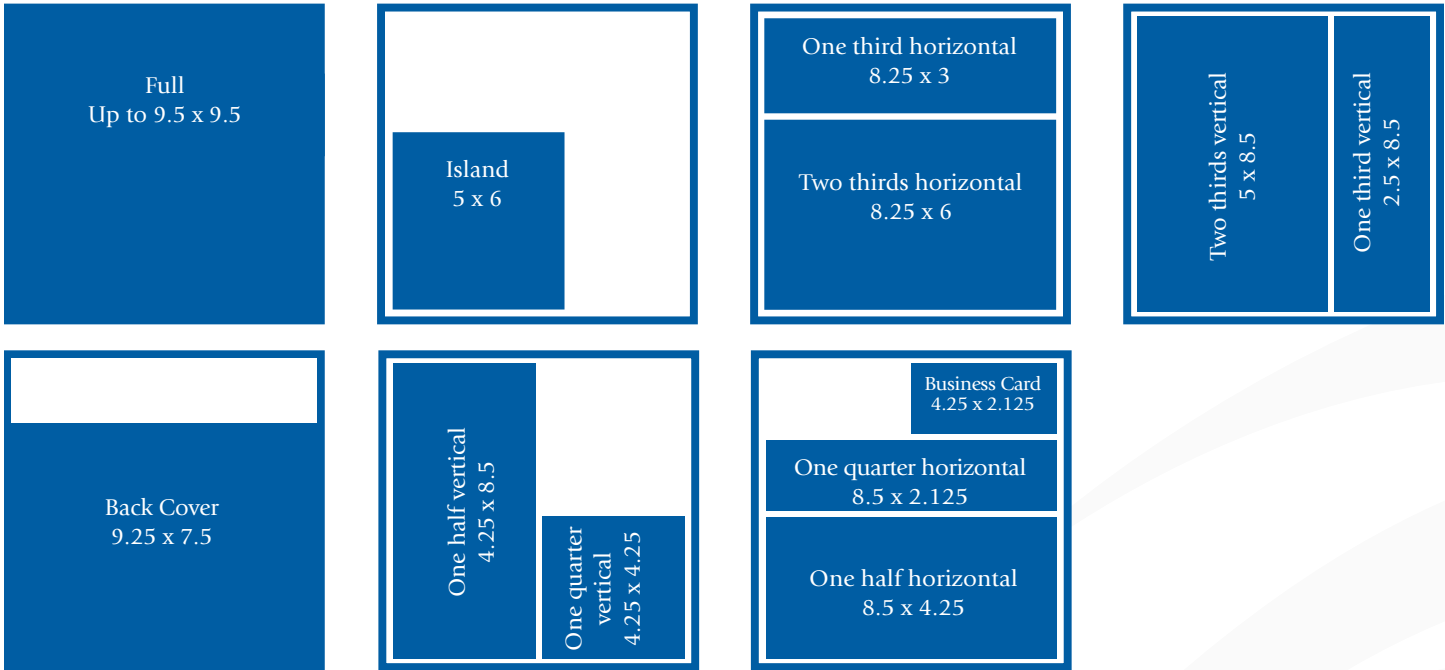 Full
Up to 9.5 x 9.5
Island
5 x 6
One third horizontal
8.25 x 3
Two thirds horizontal
8.25 x 6
Two thirds vertical
5 x 8.5
One third vertical
2.5 x 8.5
Back Cover
9.25 x 7.5
One half vertical
4.25 x 8.5
One quarter
vertical
4.25 x 4.25
Business Card
4.25 x 2.125
One quarter horizontal
8.5 x 2.125
One half horizontal
8.5 x 4.25